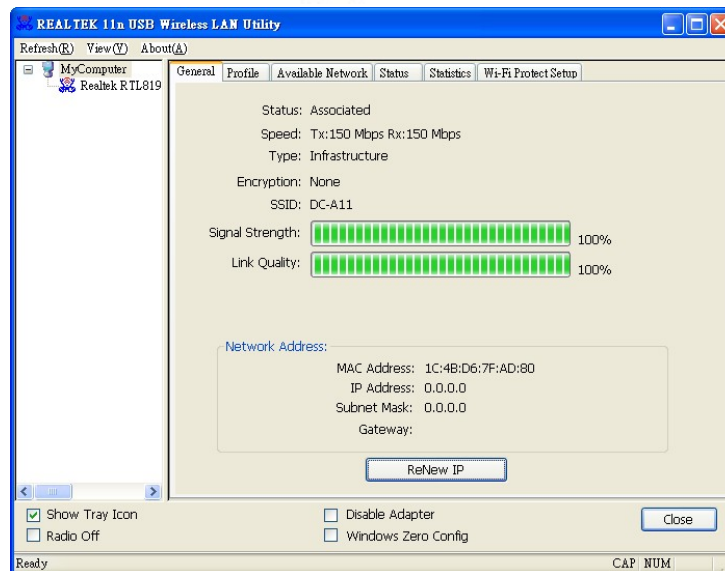 REALTEK 11n USB Wireless LAN Utility
Refresh(R) View(V) About(A)
MyComputer
Realtek RTL819
General Profile Available Network Status Statistics Wi-Fi Protect Setup
Status: Associated
Speed: Tx:150 Mbps Rx:150 Mbps
Type: Infrastructure
Encryption: None
SSID: DC-A11
Signal Strength: 100%
Link Quality: 100%
Network Address:
MAC Address: 1C:4B:D6:7F:AD:80
IP Address: 0.0.0.0
Subnet Mask: 0.0.0.0
Gateway:
ReNew IP
Show Tray Icon
Radio Off
Disable Adapter
Windows Zero Config
Close
Ready
CAP NUM